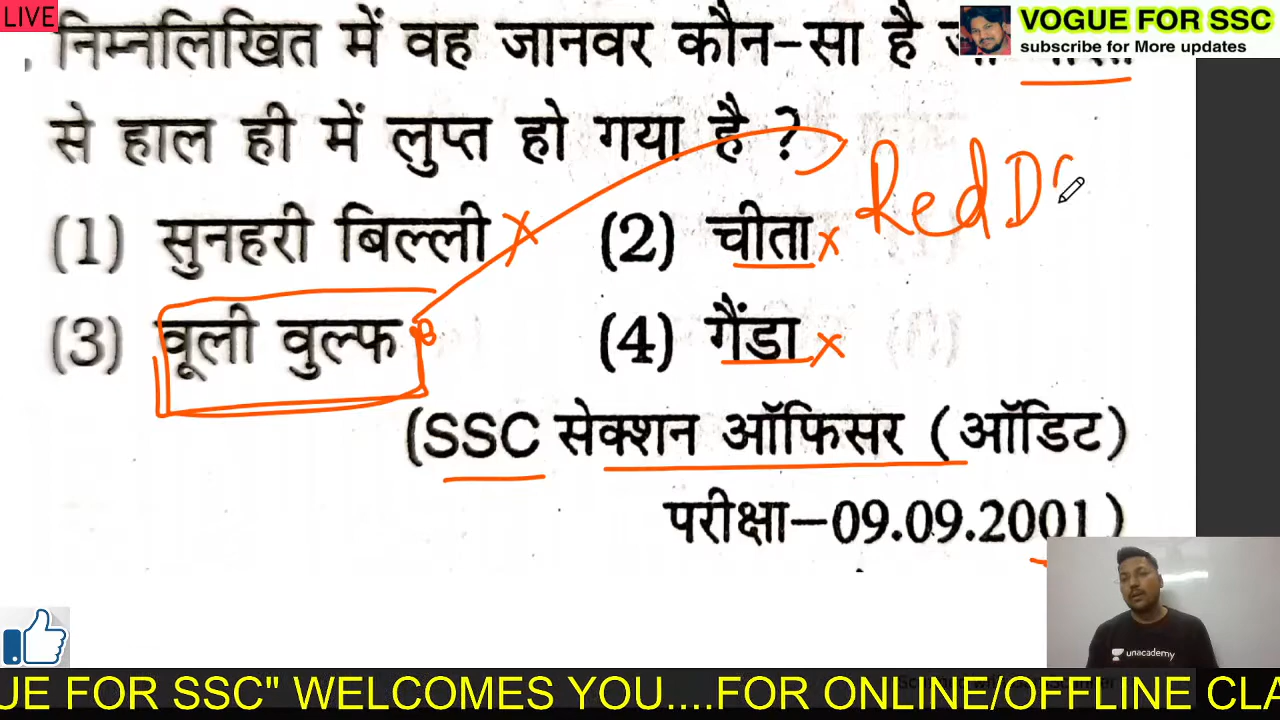 LIVE
VOGUE FOR SSC
subscribe for More updates
निम्नलिखित में वह जानवर कौन-सा है
से हाल ही में लुप्त हो गया है ?
(1) सुनहरी बिल्ली (2) चीता
Red D
(3) वूली वुल्फ (4) गैंडा
(SSC सेक्शन ऑफिसर (ऑडिट)
परीक्षा-09.09.2001)
unacademy
UE FOR SSC" WELCOMES YOU....FOR ONLINE/OFFLINE CLA